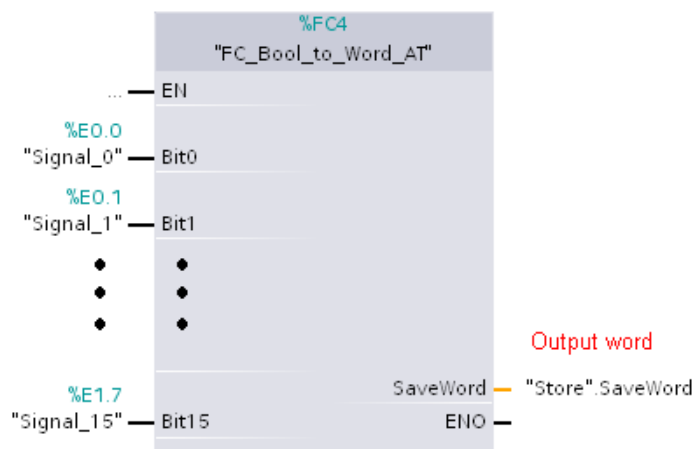 %FC4
"FC_Bool_to_Word_AT"
... EN
%E0.0
"Signal_0" Bit0
%E0.1
"Signal_1" Bit1
Output word
SaveWord "Store".SaveWord
%E1.7
"Signal_15" Bit15 ENO